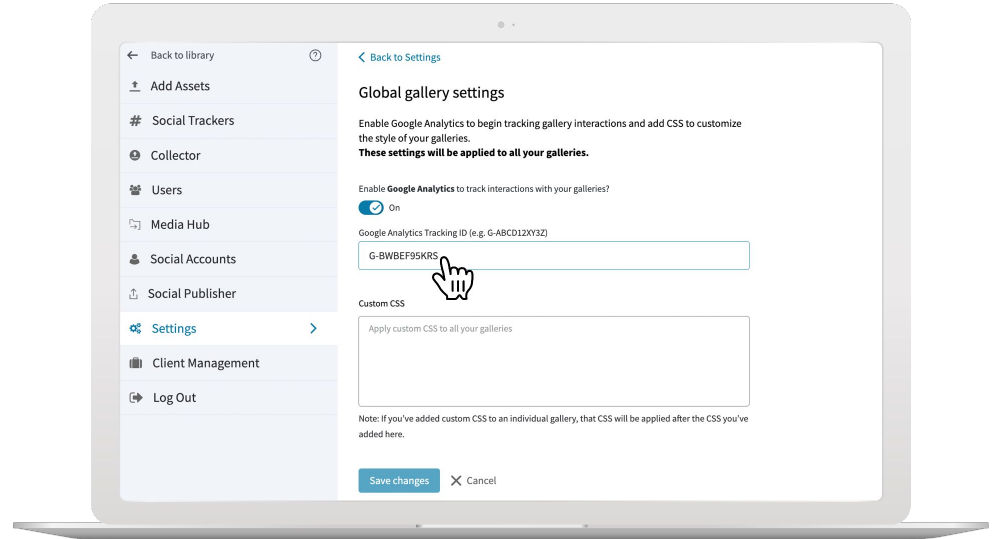 Back to library
Add Assets
Social Trackers
Collector
Users
Media Hub
Social Accounts
Social Publisher
Settings
Client Management
Log Out
Back to Settings
Global gallery settings
Enable Google Analytics to begin tracking gallery interactions and add CSS to customize
the style of your galleries.
These settings will be applied to all your galleries.
Enable Google Analytics to track interactions with your galleries?
On
Google Analytics Tracking ID (e.g. G-ABCD12XY3Z)
G-BWBEF95KRS
Custom CSS
Apply custom CSS to all your galleries
Note: If you've added custom CSS to an individual gallery, that CSS will be applied after the CSS you've
added here.
Save changes
Cancel